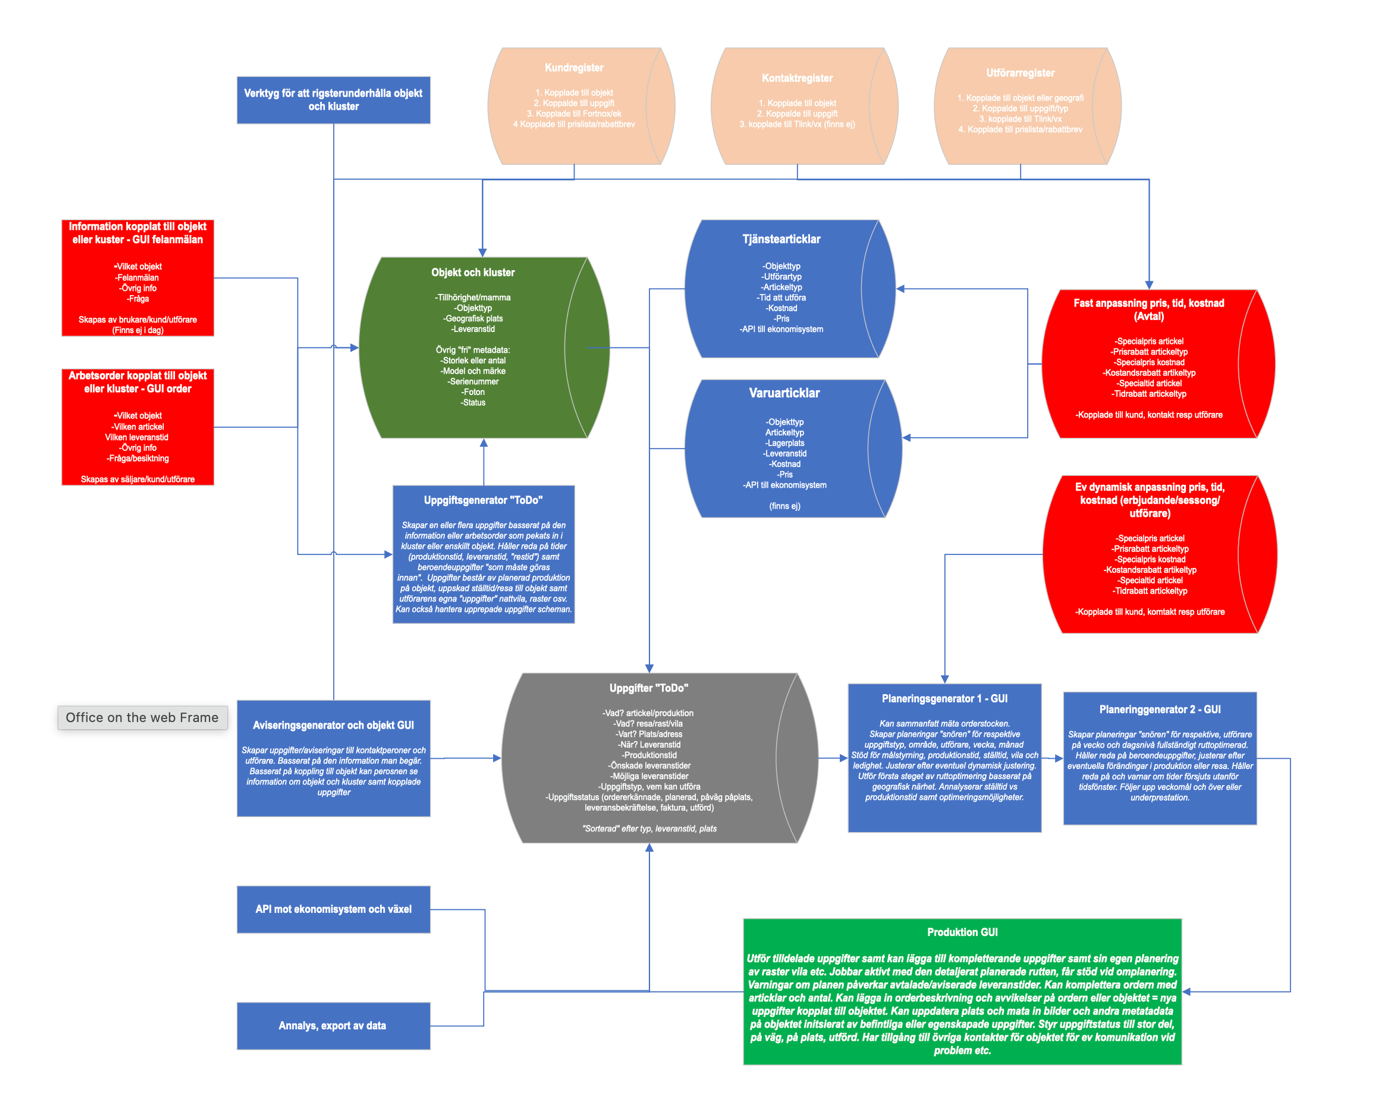 Kundregister
1. Kopplade till objekt
2. Koppalde till uppgift
3. Kopplade till Fortnox/ek
4 Kopplade till prislista/rabattbrev
Kontaktregister
1. Kopplade till objekt
2. Koppalde till uppgift
3. kopplade till Tlink/vx (finns ej)
Utförarregister
1. Kopplade till objekt eller geografi
2. Kopplade till uppgift/typ
3. kopplade till Tlink/vx
4. Kopplade till prislista/rabattbrev
Verktyg för att rigsterunderhålla objekt
och kluster
Information kopplat till objekt
eller kuster - GUI felanmälan
-Vilket objekt
-Felanmälan
-Övrig info
-Fråga
Skapas av brukare/kund/utförare
(Finns ej i dag)
Arbetsorder kopplat till objekt
eller kluster - GUI order
-Vilket objekt
-Vilken artickel
Vilken leveranstid
-Övrig info
-Fråga/besiktning
Skapas av säljare/kund/utförare
Objekt och kluster
-Tillhörighet/mamma
-Objekttyp
-Geografisk plats
-Leveranstid
Övrig "fri" metadata:
-Storlek eller antal
-Model och märke
-Serienummer
-Foton
-Status
Tjänstearticklar
-Objekttyp
-Utförartyp
-Artickeltyp
-Tid att utföra
-Kostnad
-Pris
-API till ekonomisystem
Varuarticklar
-Objekttyp
Artickeltyp
-Lagerplats
-Leveranstid
-Kostnad
-Pris
-API till ekonomisystem
(finns ej)
Fast anpassning pris, tid, kostnad
(Avtal)
-Specialpris artickel
-Prisrabatt artickeltyp
-Specialpris kostnad
-Kostandsrabatt artikeltyp
-Specialtid artickel
-Tidrabatt artickeltyp
-Kopplade till kund, kontakt resp utförare
Ev dynamisk anpassning pris, tid,
kostnad (erbjudande/sessong/
utförare)
-Specialpris artickel
-Prisrabatt artickeltyp
-Specialpris kostnad
-Kostandsrabatt artikeltyp
-Specialtid artickel
-Tidrabatt artickeltyp
-Kopplade till kund, komtakt resp utförare
Uppgiftsgenerator "ToDo"
Skapar en eller flera uppgifter basserat på den
information eller arbetsorder som pekats in i
kluster eller enskillt objekt. Håller reda på tider
(produktionstid, leveranstid, "restid") samt
beroendeuppgifter "som måste göras
innan". Uppgifter består av planerad produktion
på objekt, uppskad ställtid/resa till objekt samt
utförarens egna "uppgifter" nattvila, raster osv.
Kan också hantera upprepade uppgifter scheman.
Office on the web Frame
Aviseringsgenerator och objekt GUI
Skapar uppgifter/aviseringar till kontaktperoner och
utförare. Basserat på den information man begår.
Basserat på koppling till objekt kan perosnen se
information om objekt och kluster samt kopplade
uppgifter
Uppgifter "ToDo"
-Vad? artickel/produktion
-Vad? resa/rast/vila
-Vart? Plats/adress
-När? Leveranstid
-Produktionstid
-Önskade leveranstider
-Möjliga leveranstider
-Uppgiftstyp, vem kan utföra
-Uppgiftsstatus (ordererkännade, planerad, påväg påplats,
leveransbekräftelse, faktura, utförd)
"Sorterad" efter typ, leveranstid, plats
Planeringsgenerator 1 - GUI
Kan sammanfatt mäta orderstocken.
Skapar planeringar "snören" för respektive
uppgiftstyp, område, utförare, vecka, månad
Stöd för målstyrning, produktionstid, ställtid, vila och
ledighet. Justerar efter eventuel dynamisk justering.
Utför första steget av ruttoptimering basserat på
geografisk närhet. Annalyserar ställtid vs
produktionstid samt optimeringsmöjligheter.
Planeringgenerator 2 - GUI
Skapar planeringar "snören" för respektive, utförare
på vecko och dagsnivå fullständigt ruttoptimerad.
Håller reda på beroendeuppgifter, justerar efter
eventuella förändingar i produktion eller resa. Håller
reda på och varnar om tider försjuts utanför
tidsfönster. Följer upp veckomål och över eller
underprestation.
API mot ekonomisystem och växel
Annalys, export av data
Produktion GUI
Utför tilldelade uppgifter samt kan lägga till kompletterande uppgifter samt sin egen planering
av raster vila etc. Jobbar aktivt med den detaljerat planerade rutten, får stöd vid omplanering.
Varningar om planen påverkar avtalade/aviserade leveranstider. Kan komplettera ordern med
articklar och antal. Kan lägga in orderbeskrivning och avvikelser på ordern eller objektet = nya
uppgifter kopplat till objektet. Kan uppdatera plats och mata in bilder och andra metatadata
på objektet initsierat av befintliga eller egenskapade uppgifter. Styr uppgiftstatus till stor del,
på väg, på plats, utförd. Har tillgång till övriga kontakter för objektet för ev komunikation vid
problem etc.